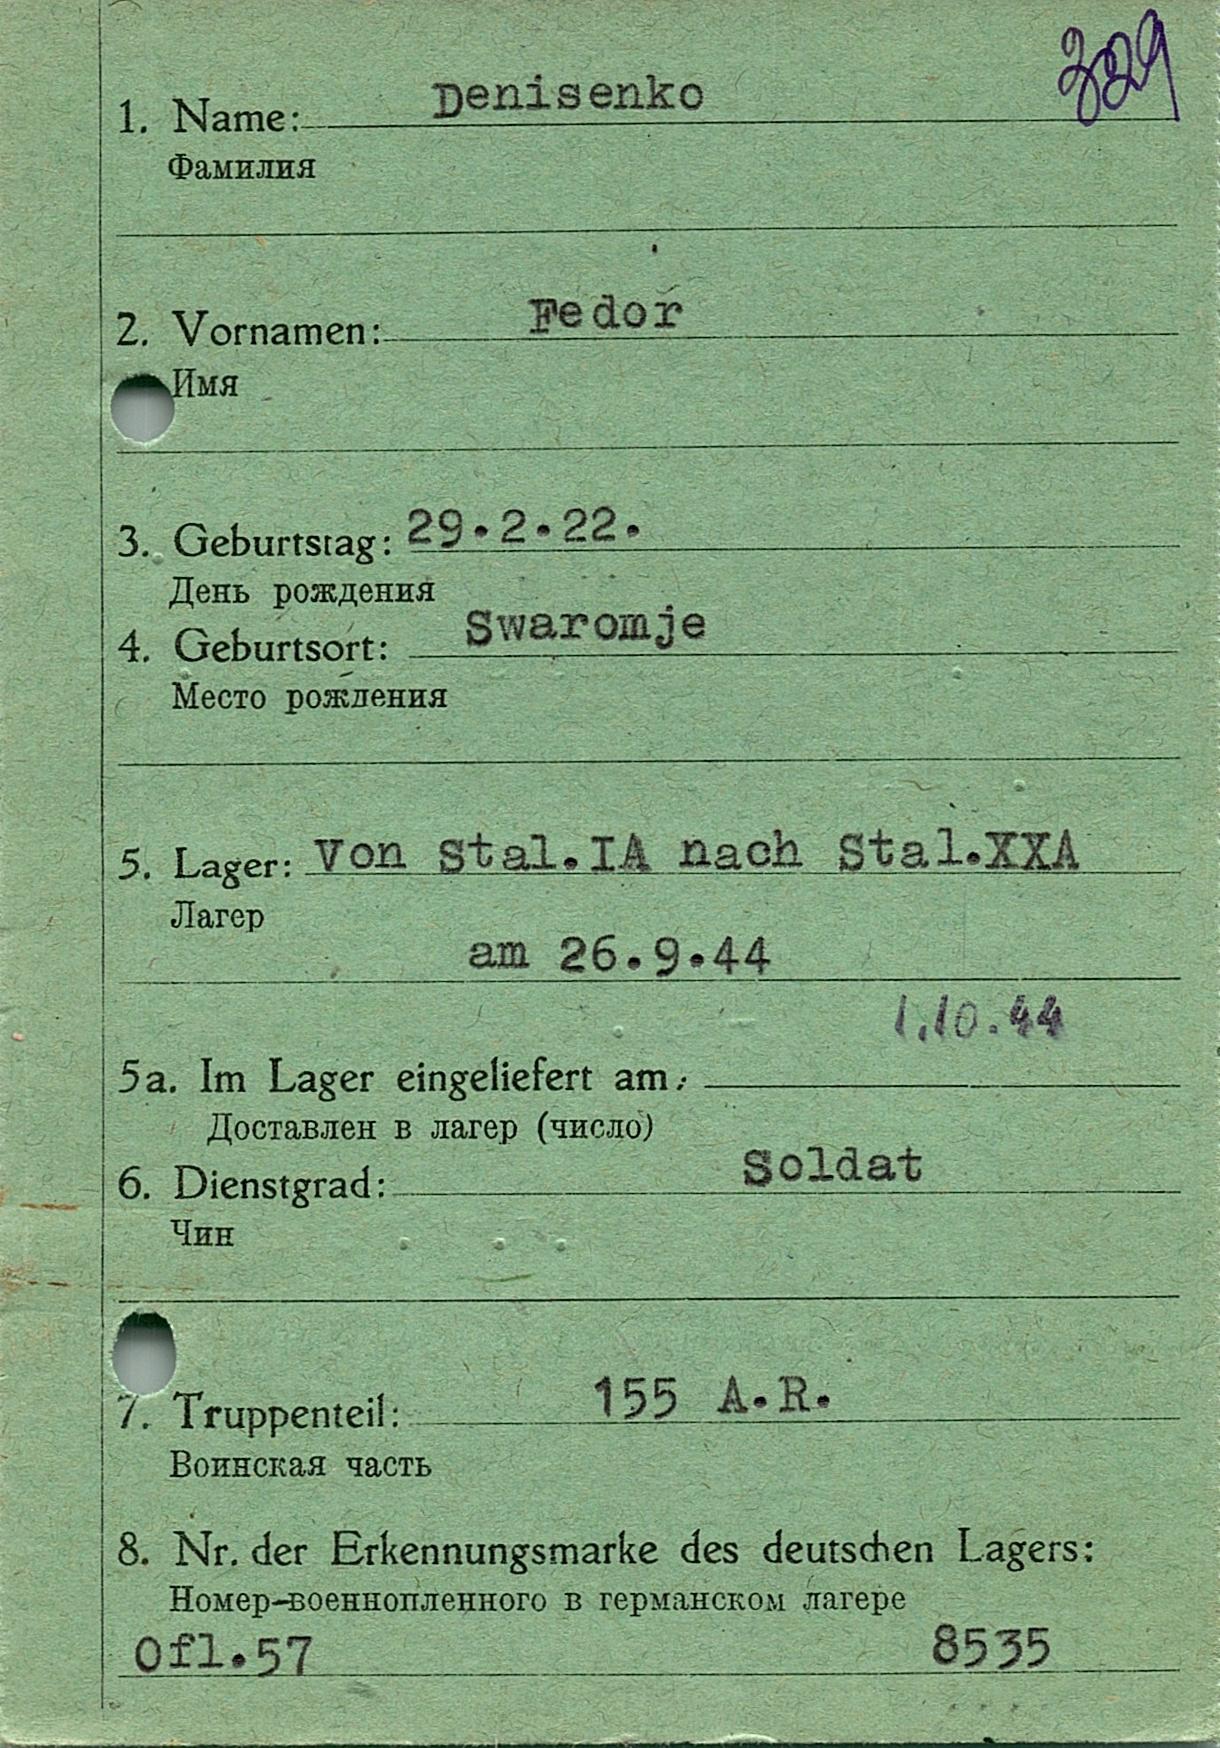 329
1. Name: Denisenko
Фамилия
2. Vornamen: Fedor
Имя
3. Geburtstag: 29.2.22.
День рождения
4. Geburtsort: Swaromje
Место рождения
5. Lager: Von Stal.IA nach Stal.XXA
Лагер
am 26.9.44
1.10.44
5a. Im Lager eingeliefert am:
Доставлен в лагер (число)
6. Dienstgrad: Soldat
Чин
7. Truppenteil: 155 A.R.
Воинская часть
8. Nr. der Erkennungsmarke des deutschen Lagers:
Номер-военнопленного в германском лагере
Ofl.57 8535